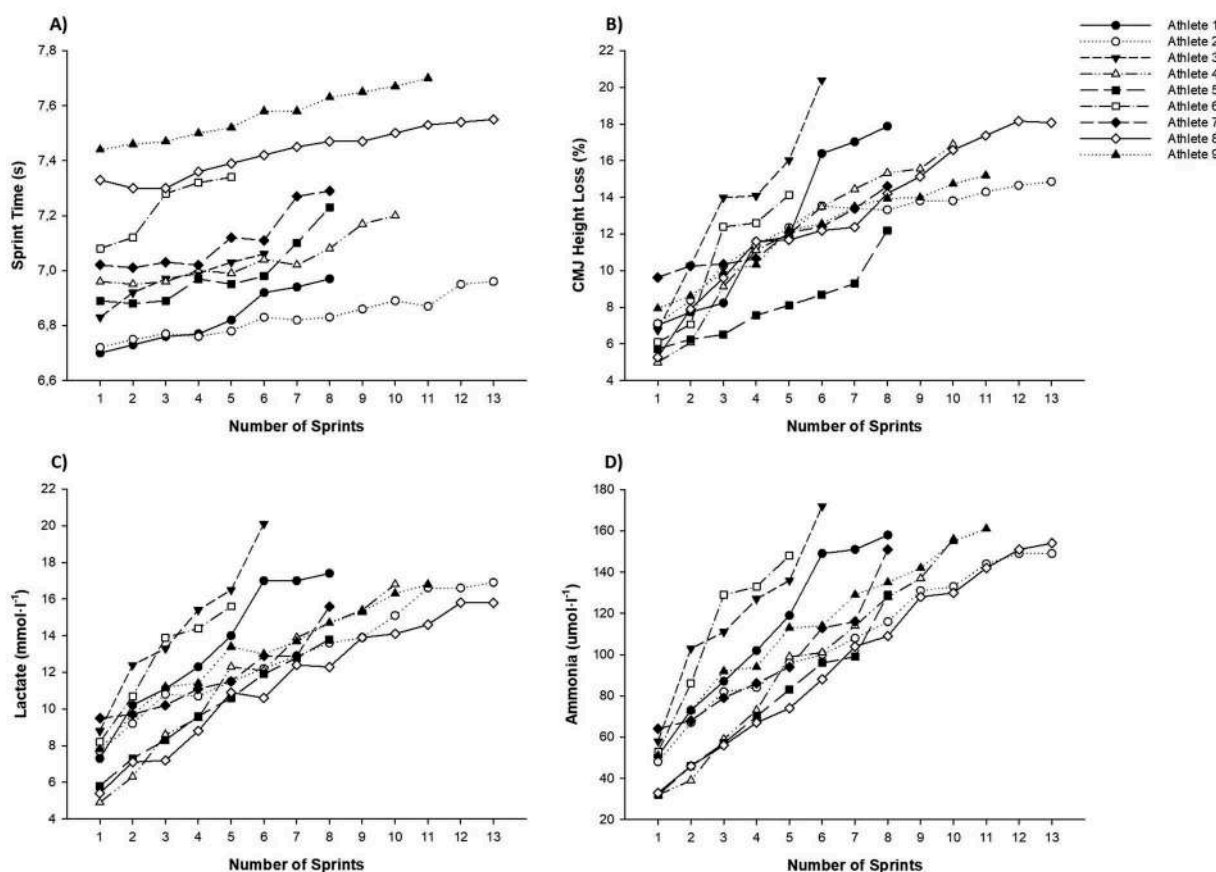 A)
7,8
7,6
7,4
7,2
7,0
6,8
6,6
Sprint Time (s)
1 2 3 4 5 6 7 8 9 10 11 12 13
Number of Sprints
B)
22
20
18
16
14
12
10
8
6
4
CMJ Height Loss (%)
1 2 3 4 5 6 7 8 9 10 11 12 13
Number of Sprints
Athlete 1
Athlete 2
Athlete 3
Athlete 4
Athlete 5
Athlete 6
Athlete 7
Athlete 8
Athlete 9
C)
22
20
18
16
14
12
10
8
6
4
Lactate (mmol·l⁻¹)
1 2 3 4 5 6 7 8 9 10 11 12 13
Number of Sprints
D)
180
160
140
120
100
80
60
40
20
Ammonia (umol·l⁻¹)
1 2 3 4 5 6 7 8 9 10 11 12 13
Number of Sprints